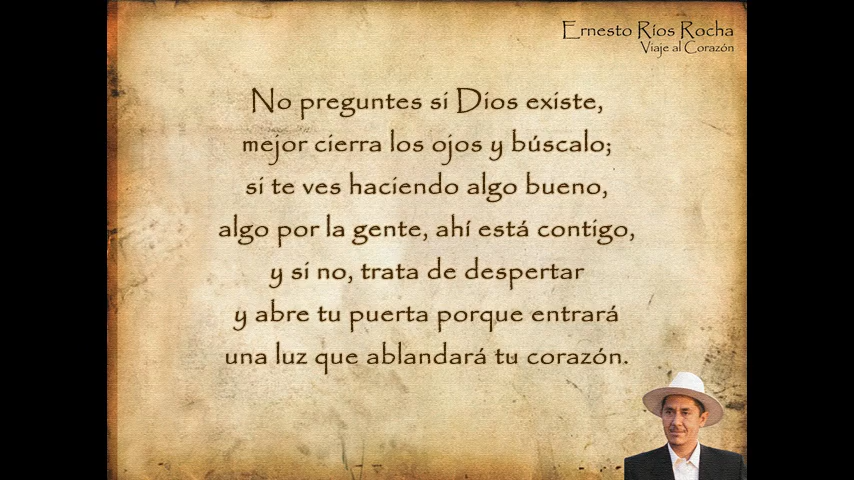 Ernesto Ríos Rocha
Viaje al Corazón
No preguntes si Dios existe,
mejor cierra los ojos y búscalo;
si te ves haciendo algo bueno,
algo por la gente, ahí está contigo,
y si no, trata de despertar
y abre tu puerta porque entrará
una luz que ablandará tu corazón.